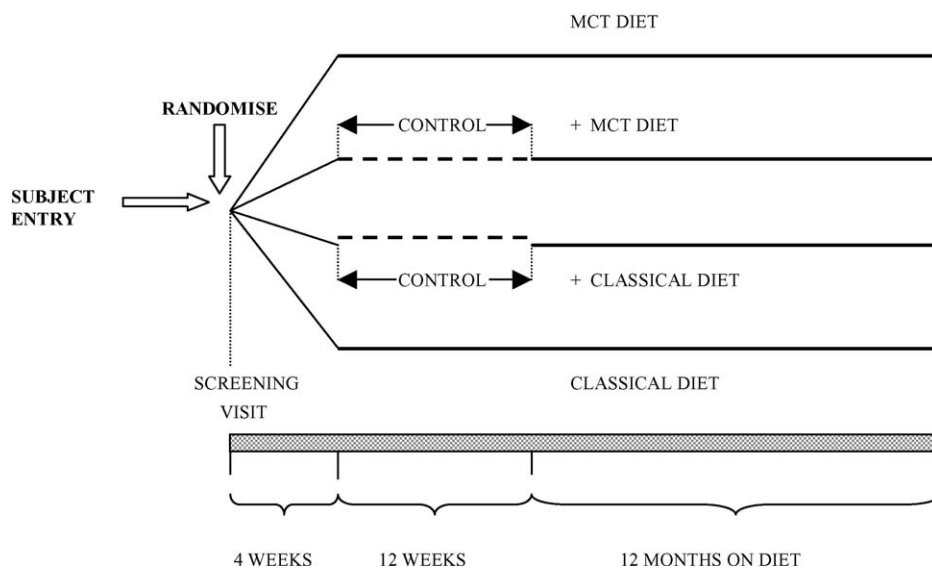 MCT DIET
RANDOMISE
CONTROL + MCT DIET
SUBJECT
ENTRY
CONTROL + CLASSICAL DIET
SCREENING
VISIT
CLASSICAL DIET
4 WEEKS 12 WEEKS 12 MONTHS ON DIET